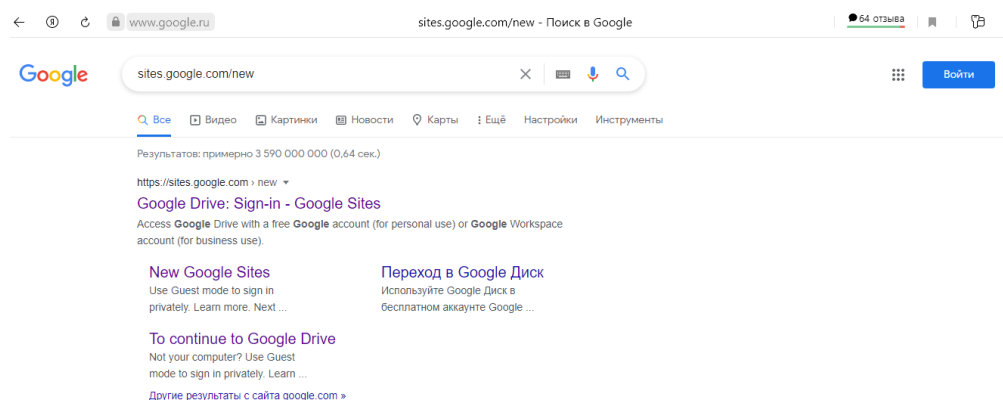 Я www.google.ru sites.google.com/new - Поиск в Google 64 отзыва
Google sites.google.com/new Войти
Все Видео Картинки Новости Карты Ещё Настройки Инструменты
Результатов: примерно 3 590 000 000 (0,64 сек.)
https://sites.google.com › new
Google Drive: Sign-in - Google Sites
Access Google Drive with a free Google account (for personal use) or Google Workspace
account (for business use).
New Google Sites
Use Guest mode to sign in
privately. Learn more. Next ...
Переход в Google Диск
Используйте Google Диск в
бесплатном аккаунте Google ...
To continue to Google Drive
Not your computer? Use Guest
mode to sign in privately. Learn ...
Другие результаты с сайта google.com »